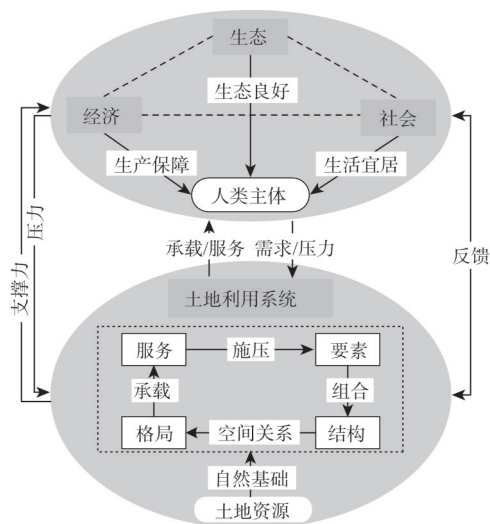 生态
生态良好
经济
社会
生产保障
生活宜居
人类主体
支撑力
压力
承载/服务
需求/压力
反馈
土地利用系统
服务
施压
要素
承载
组合
格局
空间关系
结构
自然基础
土地资源